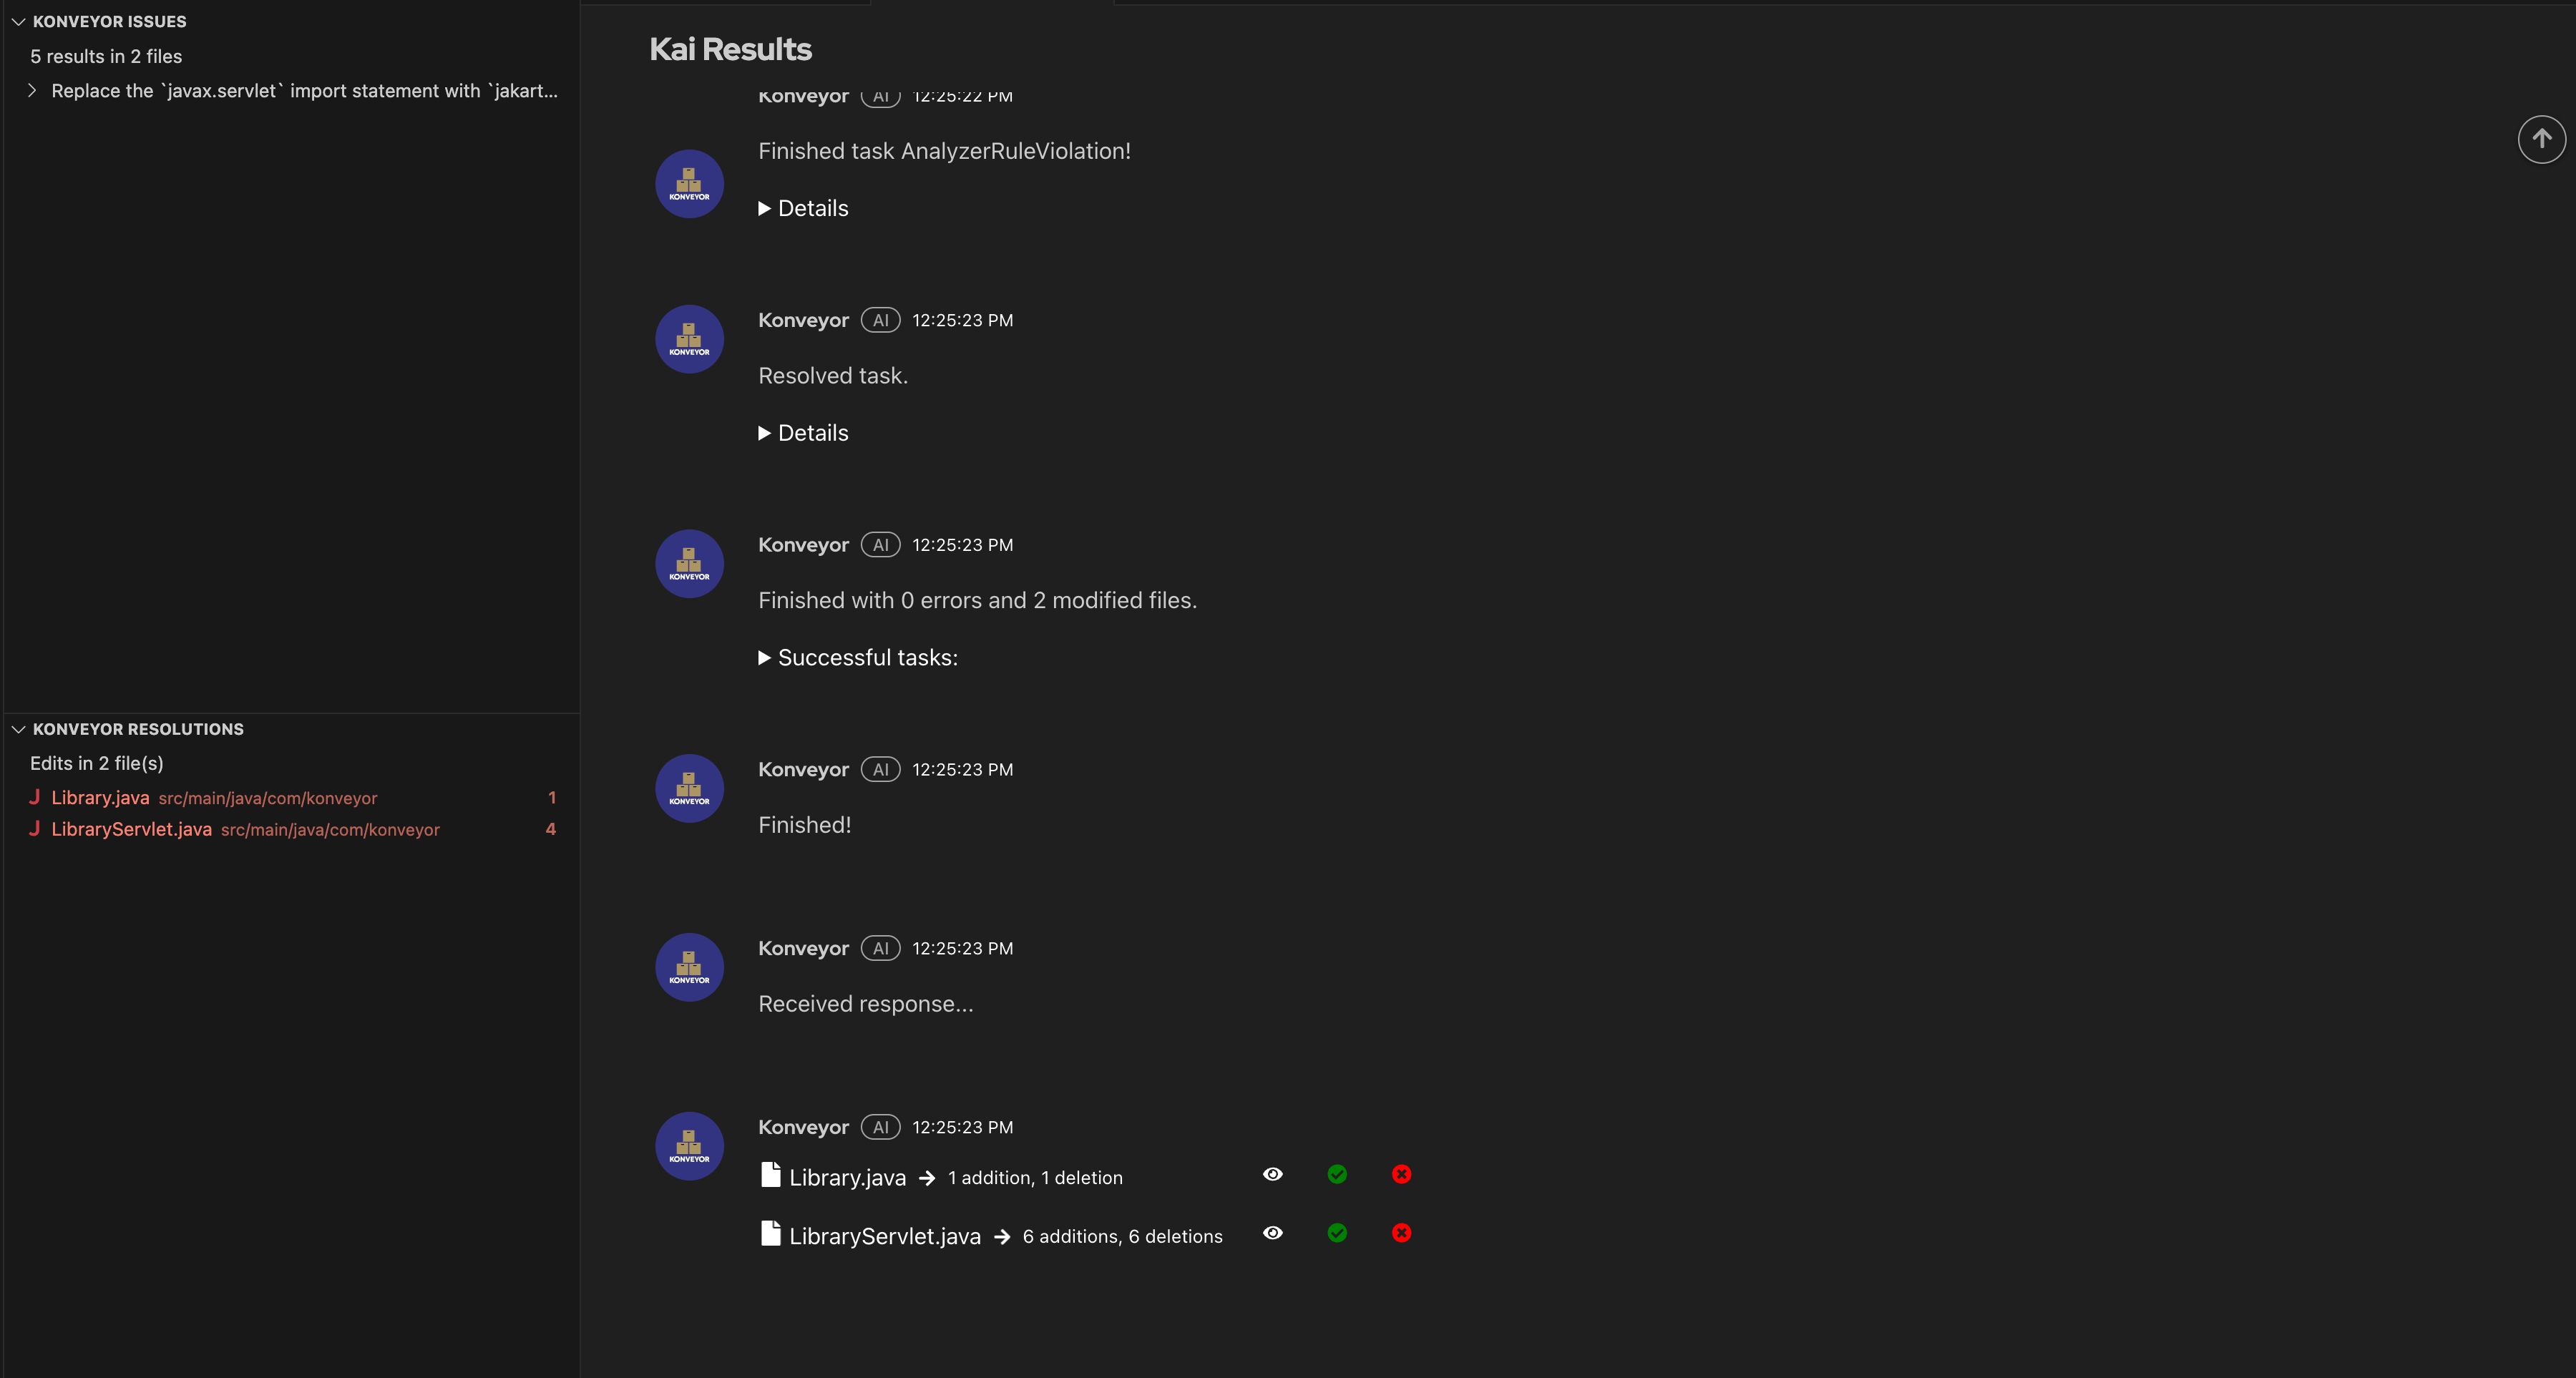 KONVEYOR ISSUES
5 results in 2 files
Replace the `javax.servlet` import statement with `jakart...
KONVEYOR RESOLUTIONS
Edits in 2 file(s)
J Library.java src/main/java/com/konveyor 1
J LibraryServlet.java src/main/java/com/konveyor 4
Kai Results
Konveyor AI 12:25:22 PM
KONVEYOR
Finished task AnalyzerRuleViolation!
Details
Konveyor AI 12:25:23 PM
KONVEYOR
Resolved task.
Details
Konveyor AI 12:25:23 PM
KONVEYOR
Finished with 0 errors and 2 modified files.
Successful tasks:
Konveyor AI 12:25:23 PM
KONVEYOR
Finished!
Konveyor AI 12:25:23 PM
KONVEYOR
Received response...
Konveyor AI 12:25:23 PM
KONVEYOR
Library.java → 1 addition, 1 deletion
LibraryServlet.java → 6 additions, 6 deletions